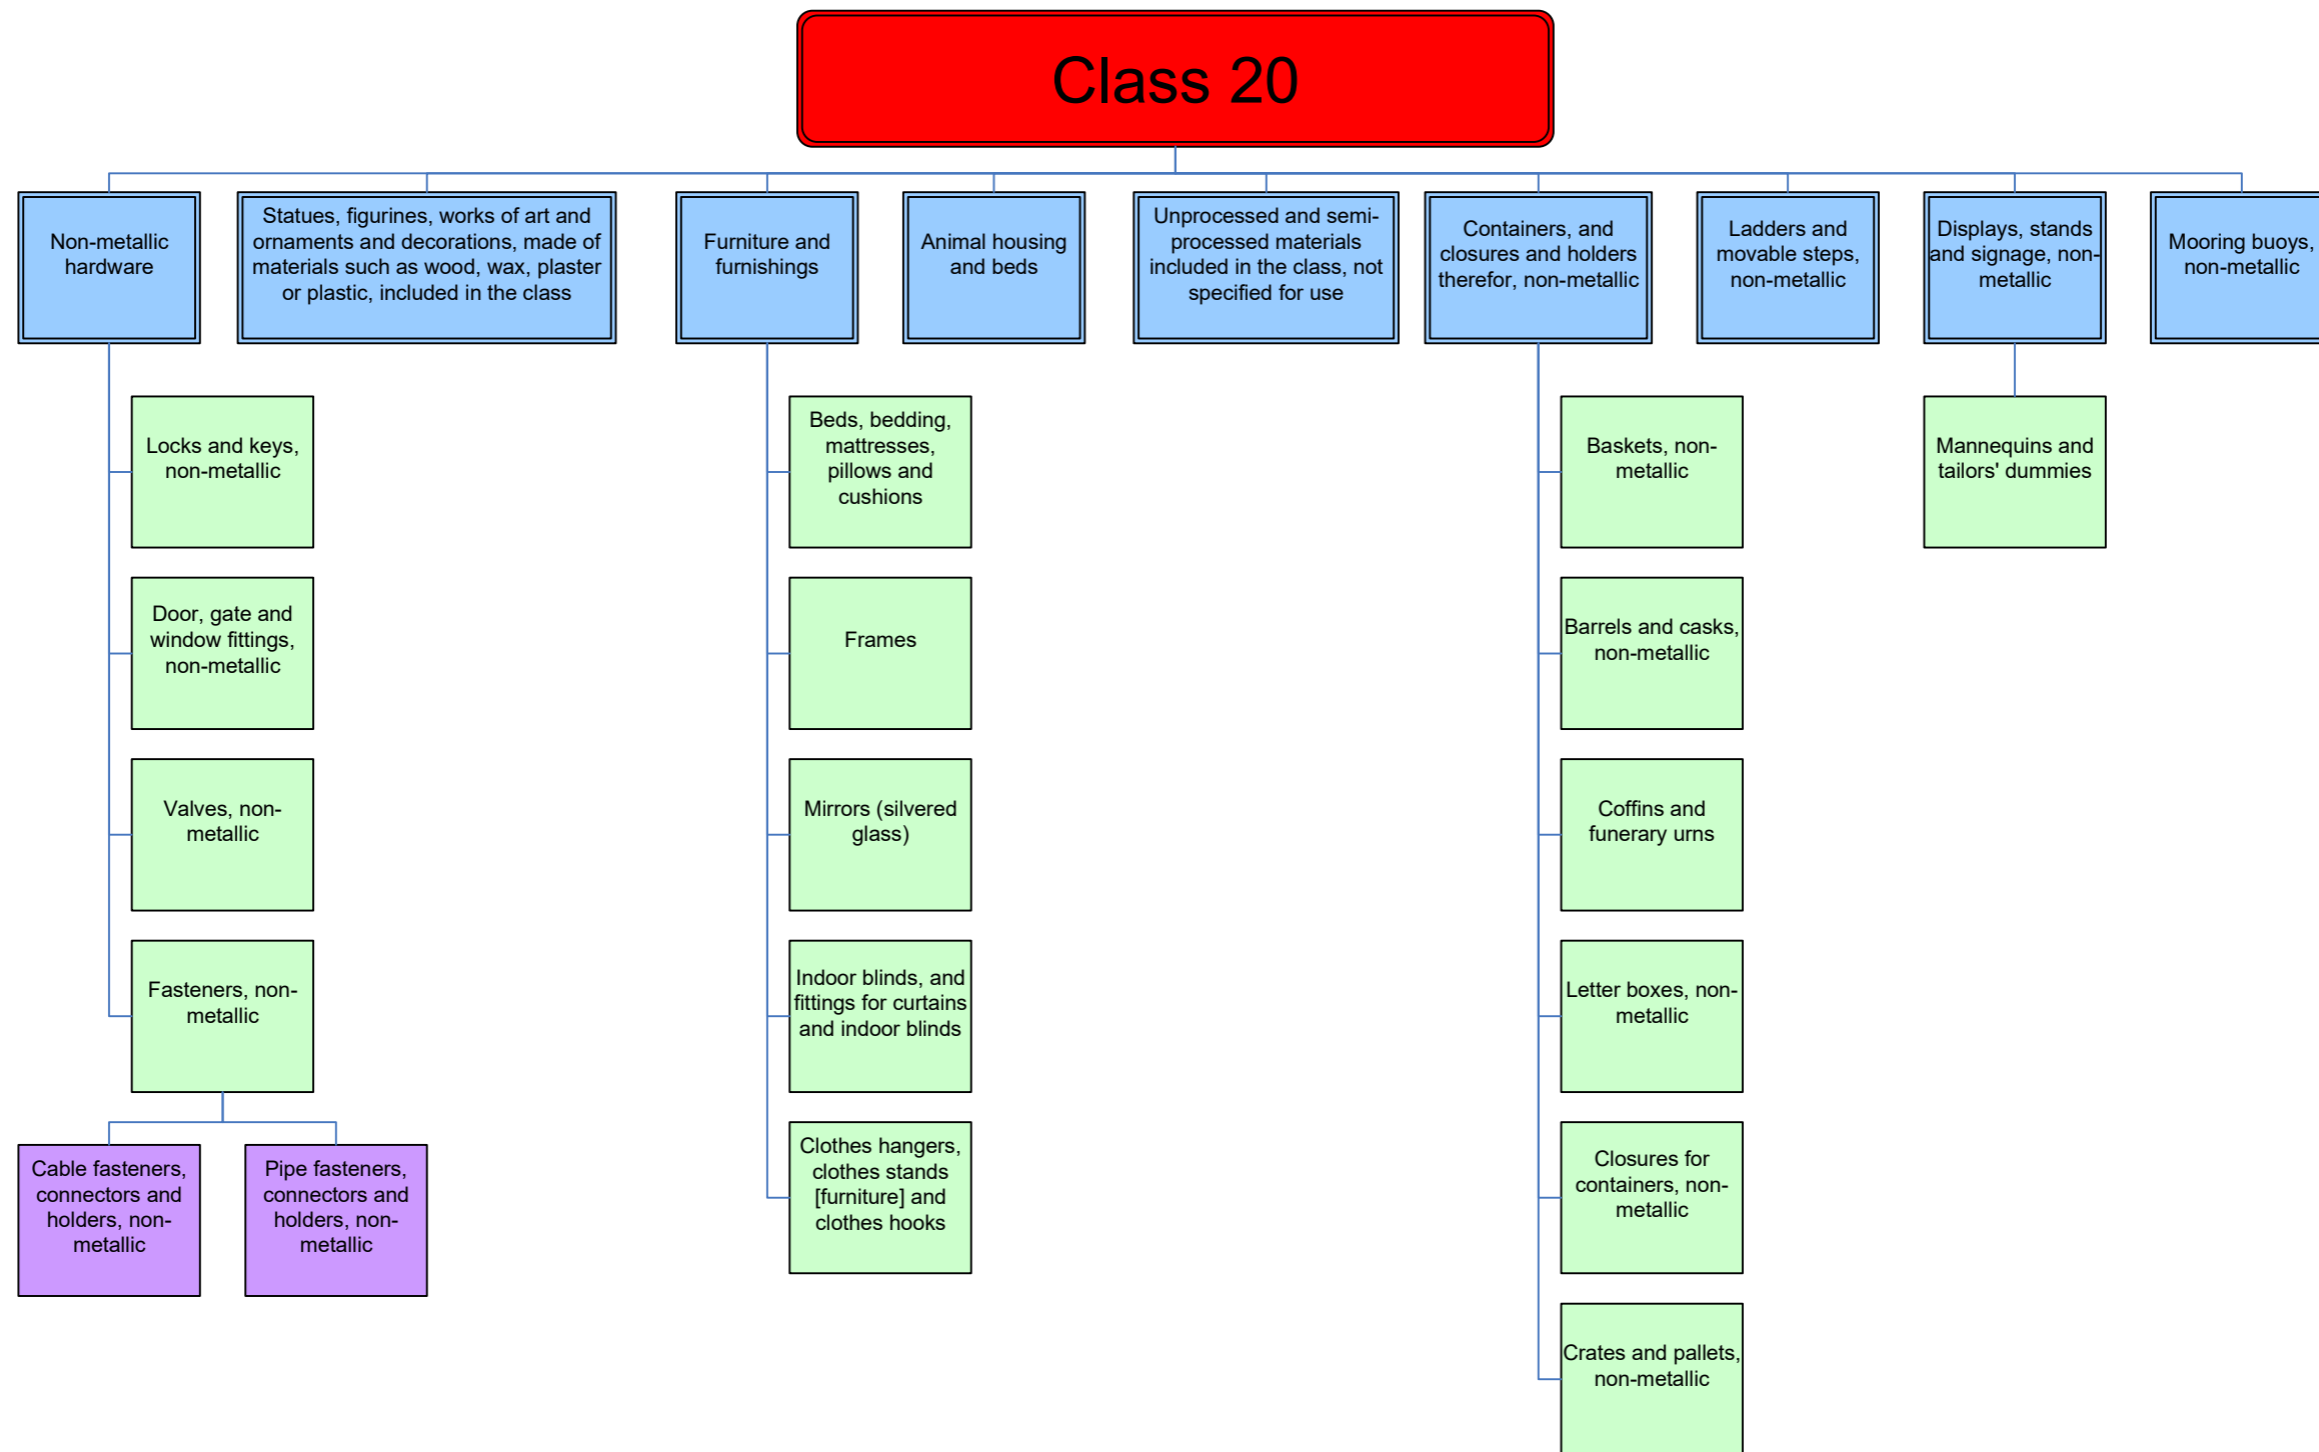 Class 20
Non-metallic
hardware
Statues, figurines, works of art and
ornaments and decorations, made of
materials such as wood, wax, plaster
or plastic, included in the class
Furniture and
furnishings
Animal housing
and beds
Unprocessed and semi-
processed materials
included in the class, not
specified for use
Containers, and
closures and holders
therefor, non-metallic
Ladders and
movable steps,
non-metallic
Displays, stands
and signage, non-
metallic
Mooring buoys,
non-metallic
Locks and keys,
non-metallic
Door, gate and
window fittings,
non-metallic
Valves, non-
metallic
Fasteners, non-
metallic
Cable fasteners,
connectors and
holders, non-
metallic
Pipe fasteners,
connectors and
holders, non-
metallic
Beds, bedding,
mattresses,
pillows and
cushions
Frames
Mirrors (silvered
glass)
Indoor blinds, and
fittings for curtains
and indoor blinds
Clothes hangers,
clothes stands
[furniture] and
clothes hooks
Baskets, non-
metallic
Barrels and casks,
non-metallic
Coffins and
funerary urns
Letter boxes, non-
metallic
Closures for
containers, non-
metallic
Crates and pallets,
non-metallic
Mannequins and
tailors' dummies